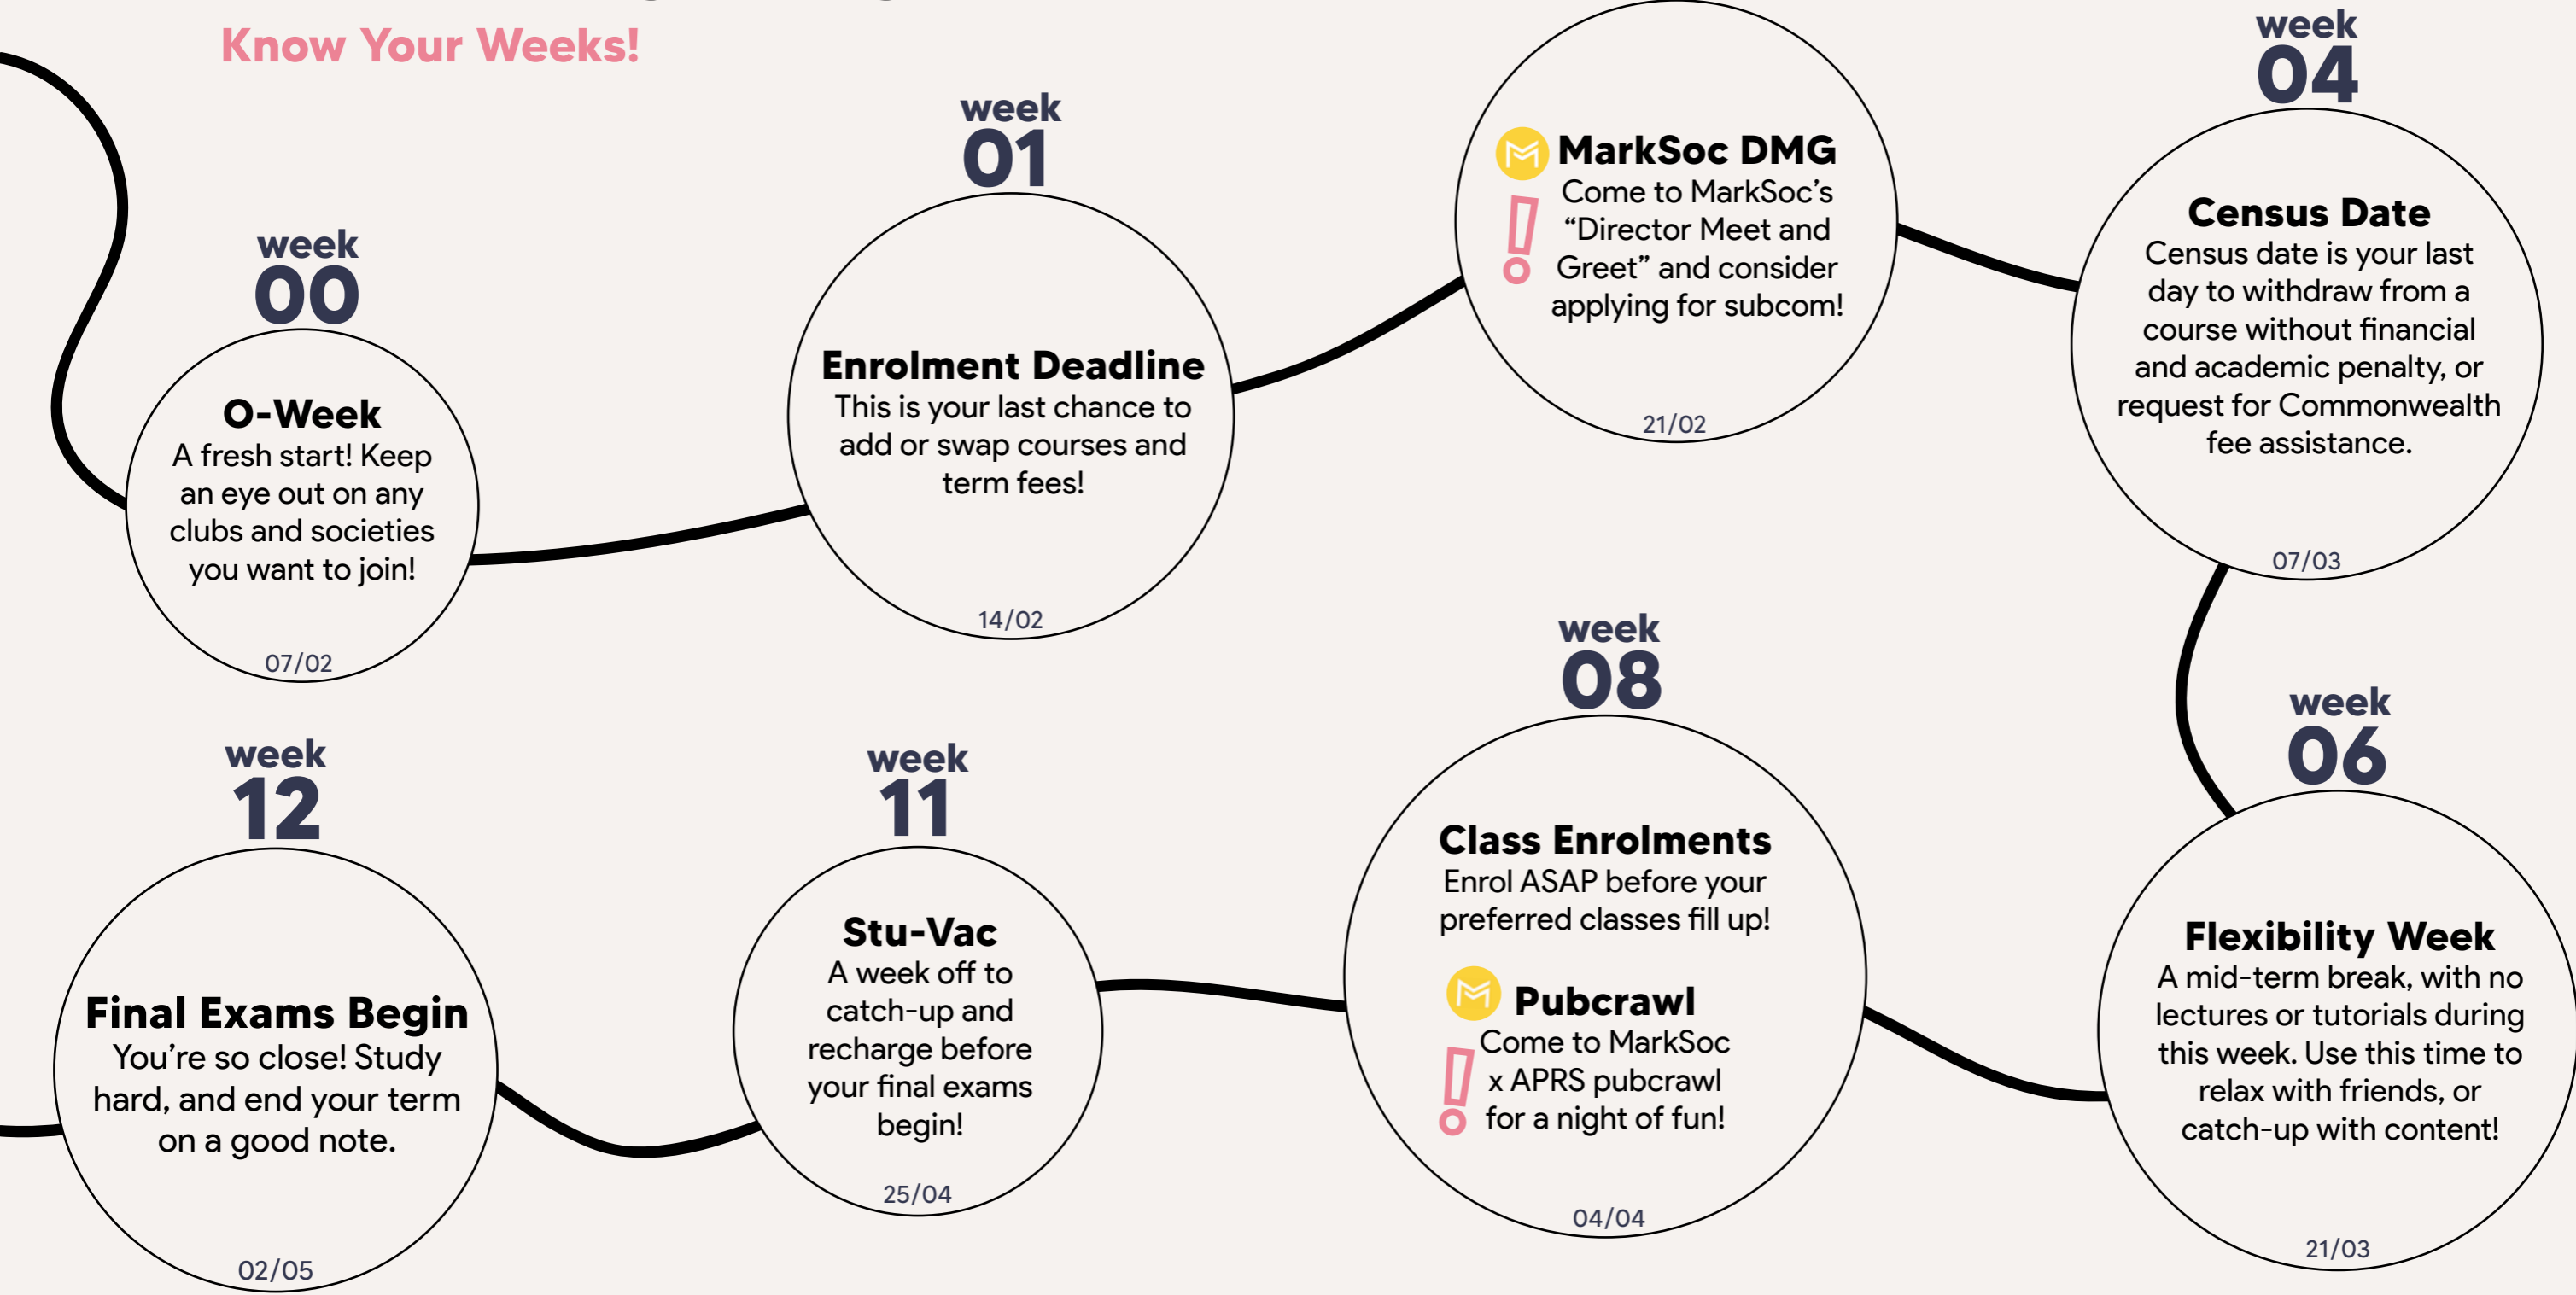 Know Your Weeks!
week
00
O-Week
A fresh start! Keep
an eye out on any
clubs and societies
you want to join!
07/02
week
01
Enrolment Deadline
This is your last chance to
add or swap courses and
term fees!
14/02
MarkSoc DMG
Come to MarkSoc’s
“Director Meet and
Greet” and consider
applying for subcom!
21/02
week
04
Census Date
Census date is your last
day to withdraw from a
course without financial
and academic penalty, or
request for Commonwealth
fee assistance.
07/03
week
06
Flexibility Week
A mid-term break, with no
lectures or tutorials during
this week. Use this time to
relax with friends, or
catch-up with content!
21/03
week
08
Class Enrolments
Enrol ASAP before your
preferred classes fill up!
Pubcrawl
Come to MarkSoc
x APRS pubcrawl
for a night of fun!
04/04
week
11
Stu-Vac
A week off to
catch-up and
recharge before
your final exams
begin!
25/04
week
12
Final Exams Begin
You’re so close! Study
hard, and end your term
on a good note.
02/05